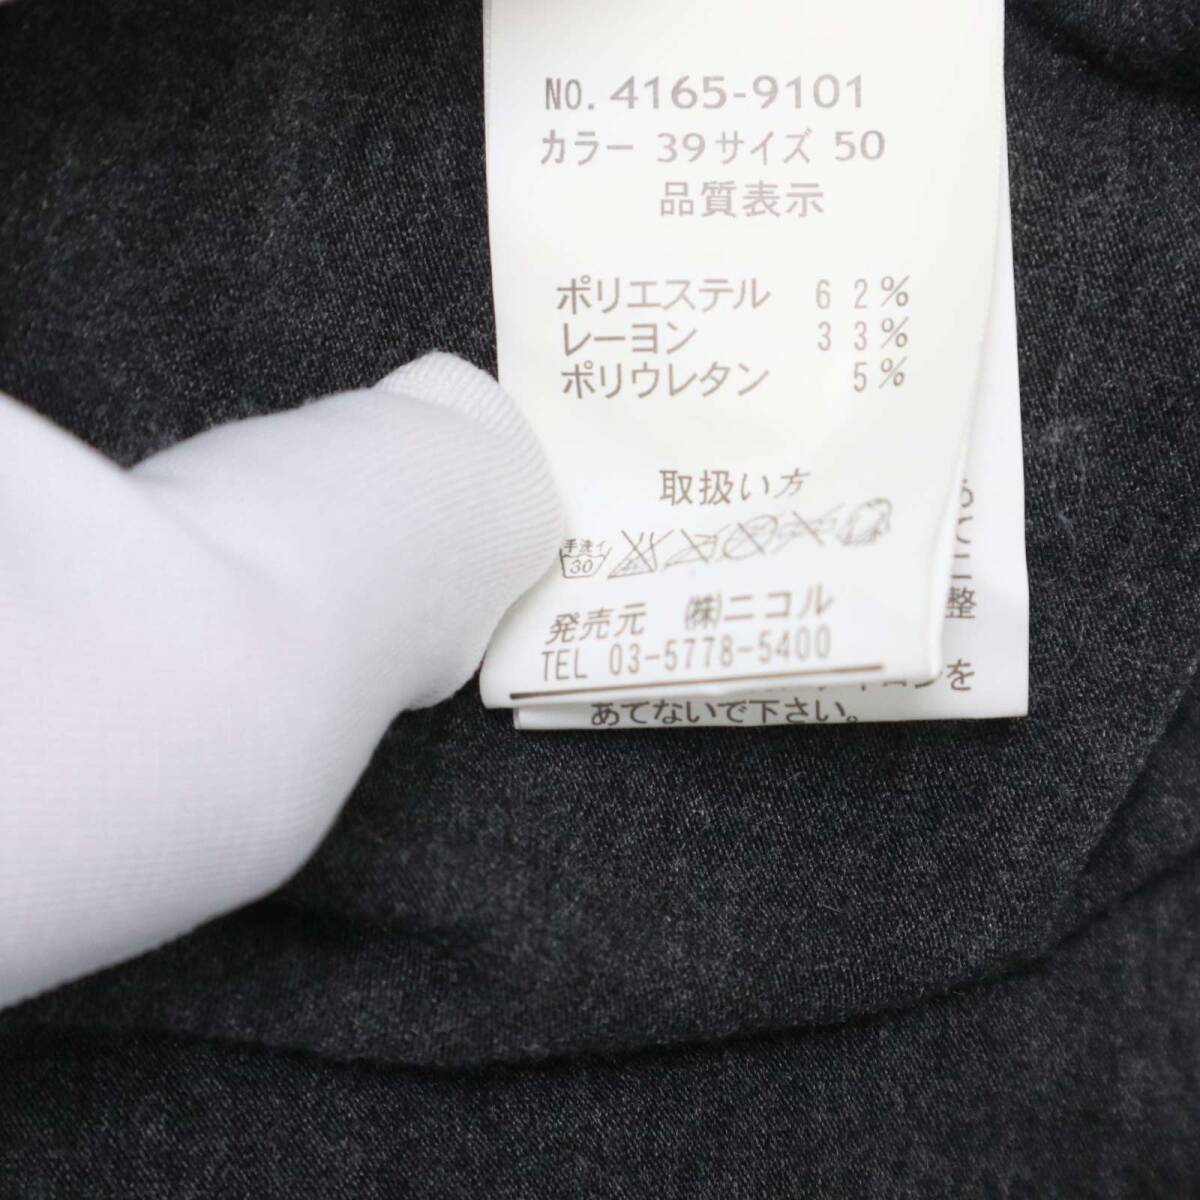 NO. 4165-9101
カラー 39 サイズ 50
品質表示
ポリエステル 62%
レーヨン 33%
ポリウレタン 5%
取扱い方
手洗イ
30
発売元 ㈱ニコル
TEL 03-5778-5400
整
を
あてないで下さい。